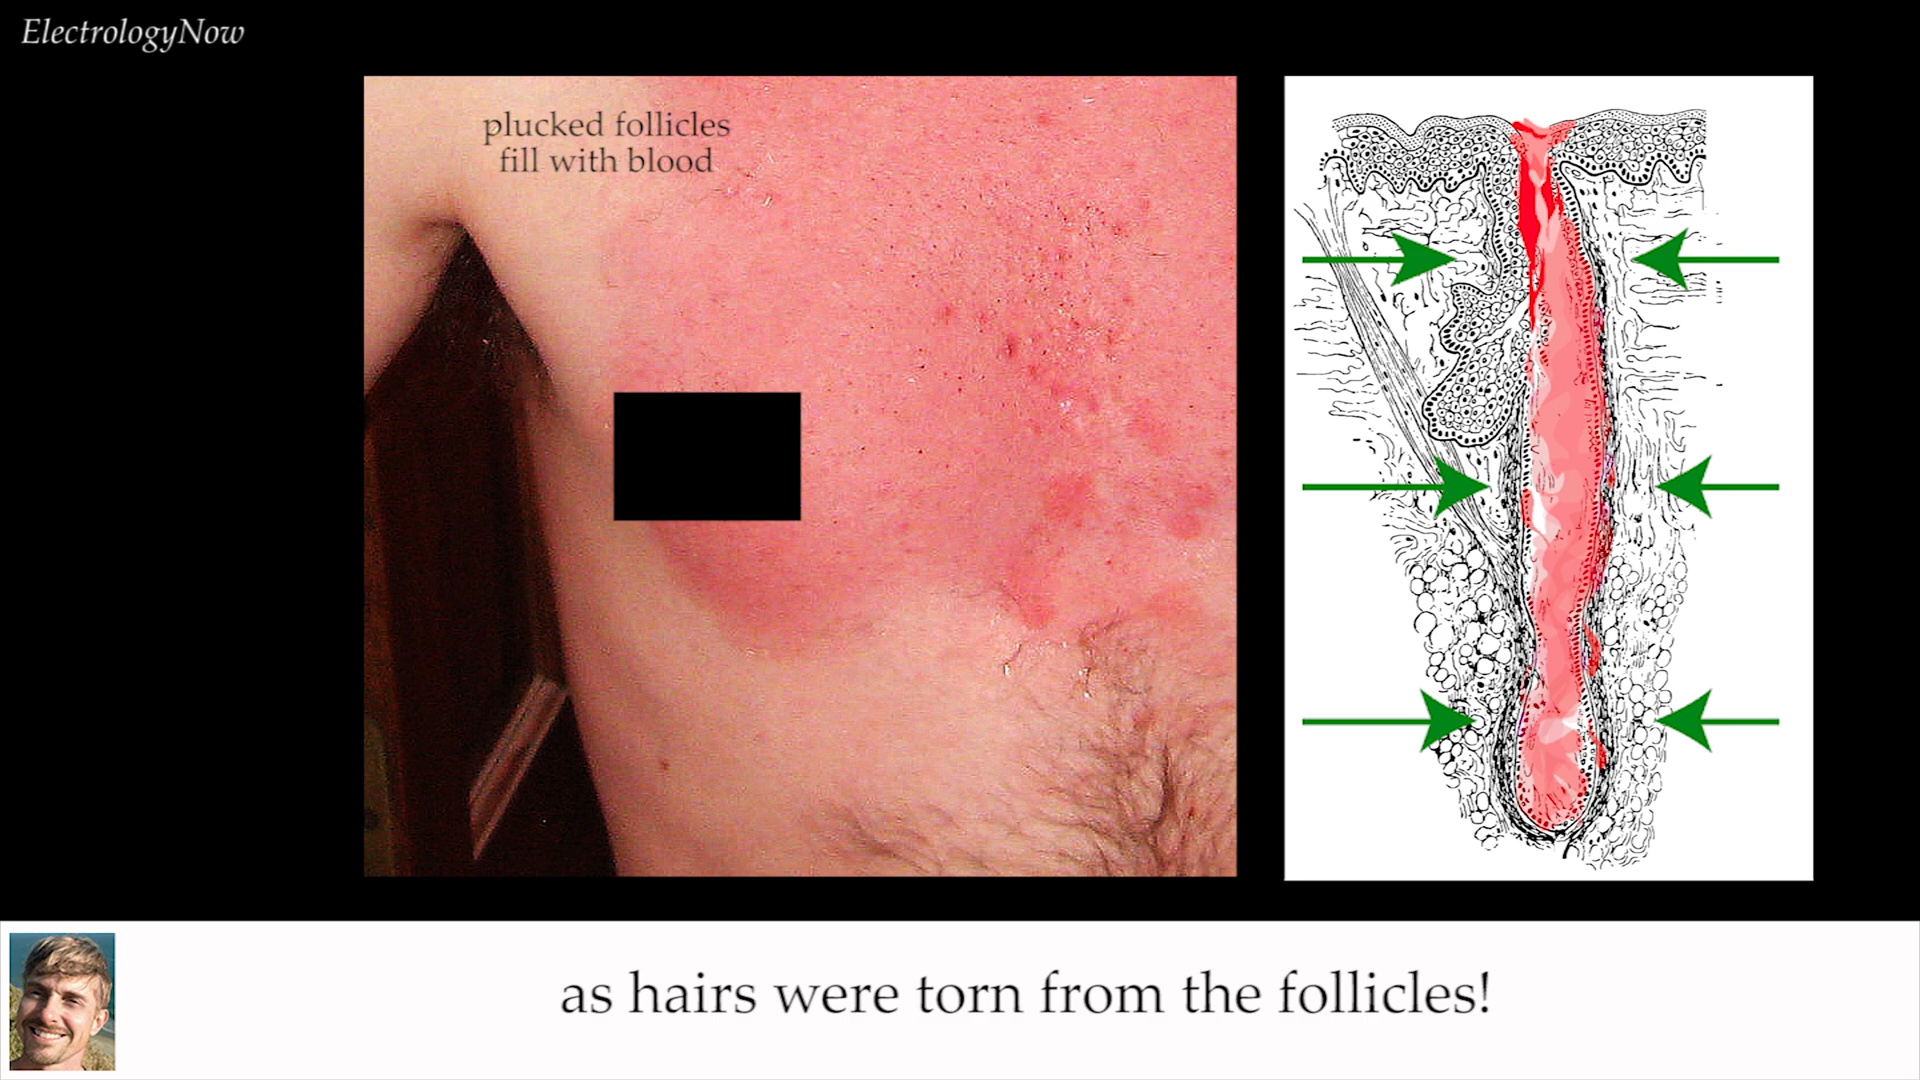 ElectrologyNow
plucked follicles
fill with blood
as hairs were torn from the follicles!